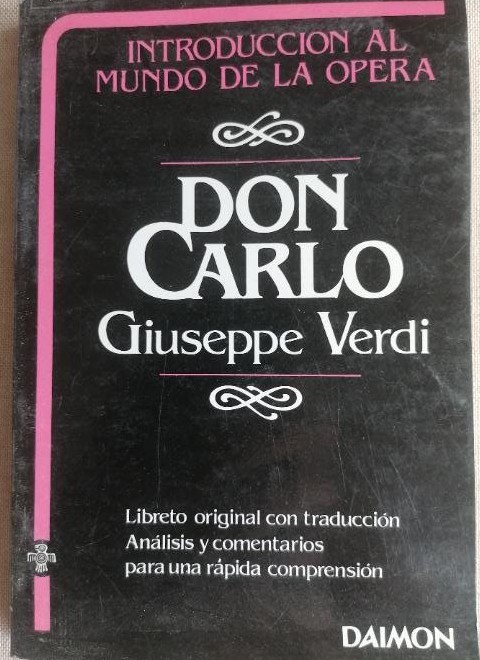 INTRODUCCION AL
MUNDO DE LA OPERA
DON
CARLO
Giuseppe Verdi
Libreto original con traducción
Análisis y comentarios
para una rápida comprensión
DAIMON